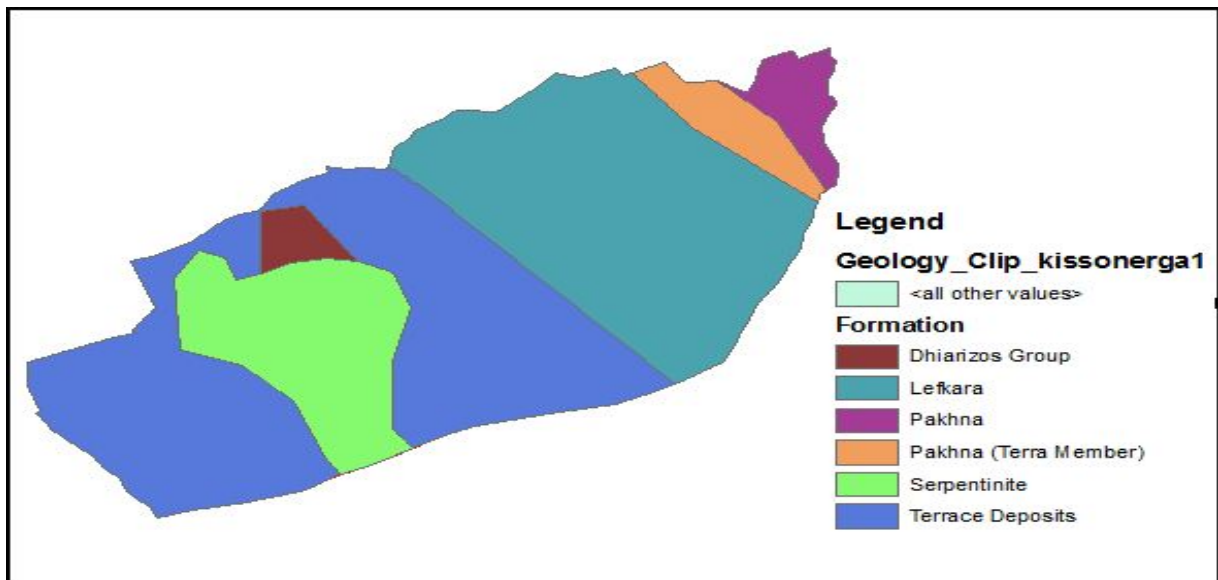 Legend
Geology_Clip_kissonerga1
<all other values>
Formation
Dhiarizos Group
Lefkara
Pakhna
Pakhna (Terra Member)
Serpentinite
Terrace Deposits